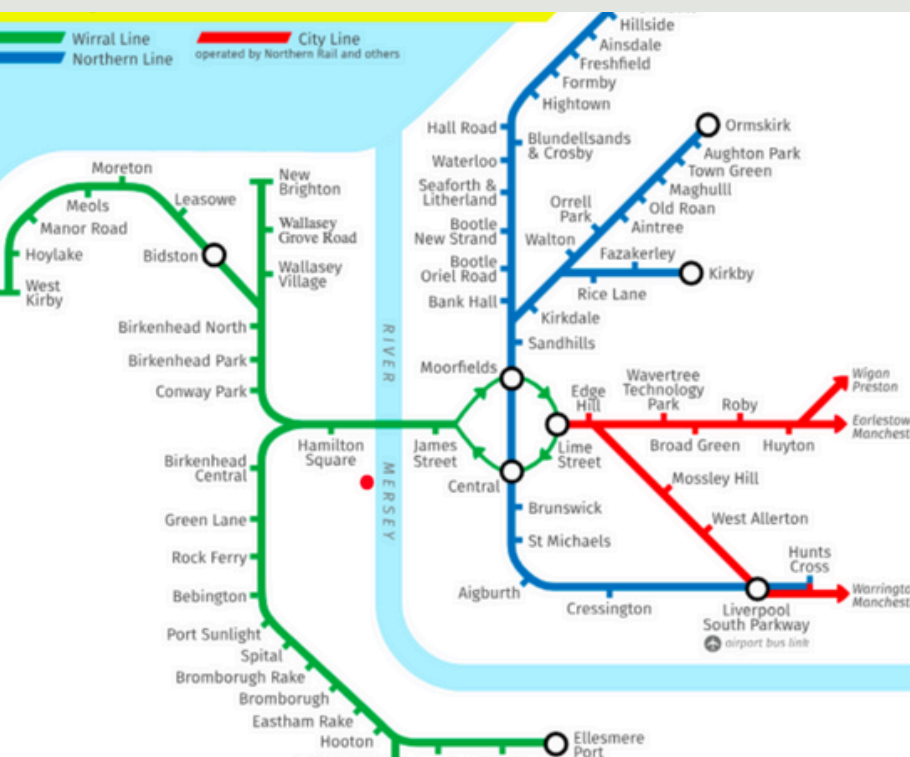 Wirral Line
City Line
operated by Northern Rail and others
Northern Line
Hillside
Ainsdale
Freshfield
Formby
Hightown
Hall Road
Blundellsands
& Crosby
Waterloo
Seaforth &
Litherland
Bootle
New Strand
Bootle
Oriel Road
Bank Hall
Ormskirk
Aughton Park
Town Green
Maghulll
Old Roan
Aintree
Orrell
Park
Walton
Fazakerley
Kirkby
Rice Lane
Kirkdale
Sandhills
Moreton
Meols
Manor Road
Hoylake
West
Kirby
Leasowe
Bidston
New
Brighton
Wallasey
Grove Road
Wallasey
Village
Birkenhead North
Birkenhead Park
Conway Park
RIVER
MERSEY
Moorfields
Hamilton
Square
James
Street
Lime
Street
Central
Edge
Hill
Wavertree
Technology
Park
Roby
Broad Green
Huyton
Wigan
Preston
Earlestow
Manchest
Birkenhead
Central
Green Lane
Rock Ferry
Bebington
Port Sunlight
Spital
Bromborough Rake
Bromborough
Eastham Rake
Hooton
Ellesmere
Port
Brunswick
St Michaels
Aigburth
Cressington
Mossley Hill
West Allerton
Hunts
Cross
Liverpool
South Parkway
airport bus link
Warringto
Manchest